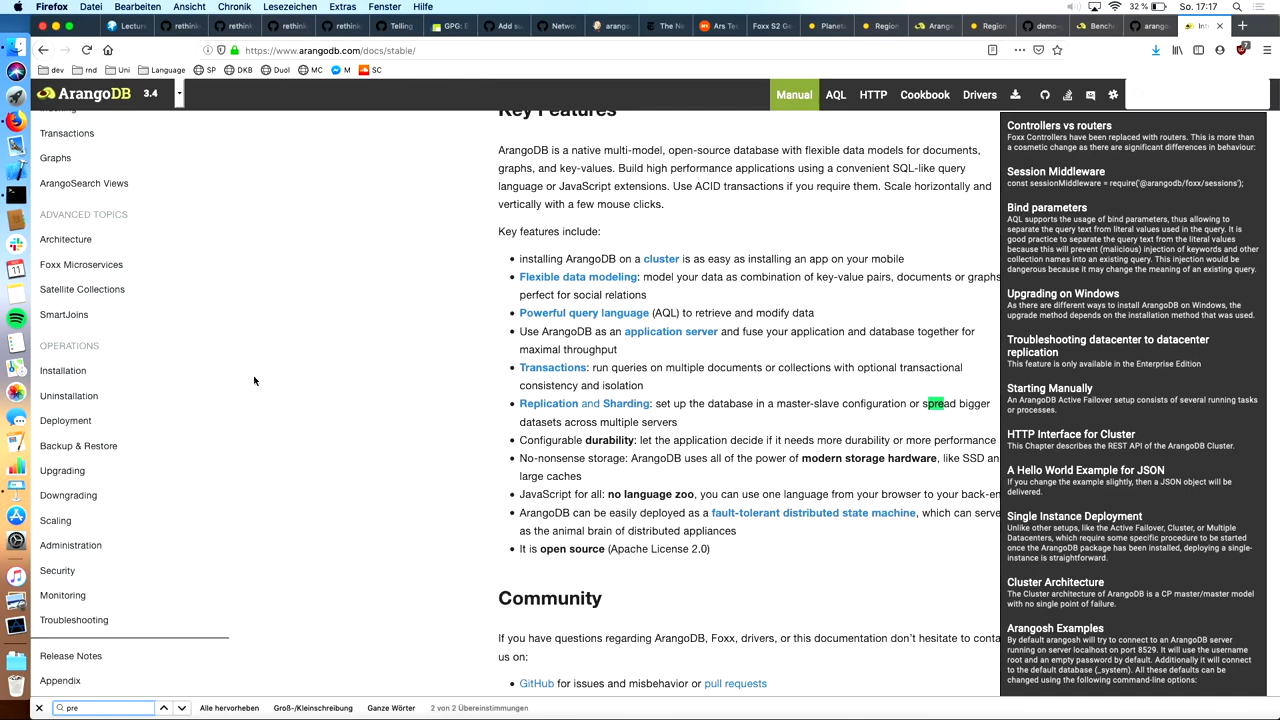 Firefox Datei Bearbeiten Ansicht Chronik Lesezeichen Extras Fenster Hilfe 32 % So. 17:17
Lecture rethink rethink rethink rethink Telling GPG: E Add su Netwo arango The Ne Ars Tec Foxx S2 Ge Planeta Region Arango Region demo- Bench arango Int
https://www.arangodb.com/docs/stable/
dev rnd Uni Language SP DKB Duol MC M SC
ArangoDB 3.4 Manual AQL HTTP Cookbook Drivers
Transactions
Graphs
ArangoSearch Views
ADVANCED TOPICS
Architecture
Foxx Microservices
Satellite Collections
SmartJoins
OPERATIONS
Installation
Uninstallation
Deployment
Backup & Restore
Upgrading
Downgrading
Scaling
Administration
Security
Monitoring
Troubleshooting
Release Notes
Appendix
Key Features
ArangoDB is a native multi-model, open-source database with flexible data models for documents,
graphs, and key-values. Build high performance applications using a convenient SQL-like query
language or JavaScript extensions. Use ACID transactions if you require them. Scale horizontally and
vertically with a few mouse clicks.
Key features include:
installing ArangoDB on a cluster is as easy as installing an app on your mobile
Flexible data modeling: model your data as combination of key-value pairs, documents or graphs
perfect for social relations
Powerful query language (AQL) to retrieve and modify data
Use ArangoDB as an application server and fuse your application and database together for
maximal throughput
Transactions: run queries on multiple documents or collections with optional transactional
consistency and isolation
Replication and Sharding: set up the database in a master-slave configuration or spread bigger
datasets across multiple servers
Configurable durability: let the application decide if it needs more durability or more performance
No-nonsense storage: ArangoDB uses all of the power of modern storage hardware, like SSD an
large caches
JavaScript for all: no language zoo, you can use one language from your browser to your back-en
ArangoDB can be easily deployed as a fault-tolerant distributed state machine, which can serve
as the animal brain of distributed appliances
It is open source (Apache License 2.0)
Community
If you have questions regarding ArangoDB, Foxx, drivers, or this documentation don't hesitate to conta
us on:
GitHub for issues and misbehavior or pull requests
Controllers vs routers
Foxx Controllers have been replaced with routers. This is more than
a cosmetic change as there are significant differences in behaviour:
Session Middleware
const sessionMiddleware = require('@arangodb/foxx/sessions');
Bind parameters
AQL supports the usage of bind parameters, thus allowing to
separate the query text from literal values used in the query. It is
good practice to separate the query text from the literal values
because this will prevent (malicious) injection of keywords and other
collection names into an existing query. This injection would be
dangerous because it may change the meaning of an existing query.
Upgrading on Windows
As there are different ways to install ArangoDB on Windows, the
upgrade method depends on the installation method that was used.
Troubleshooting datacenter to datacenter
replication
This feature is only available in the Enterprise Edition
Starting Manually
An ArangoDB Active Failover setup consists of several running tasks
or processes.
HTTP Interface for Cluster
This Chapter describes the REST API of the ArangoDB Cluster.
A Hello World Example for JSON
If you change the example slightly, then a JSON object will be
delivered.
Single Instance Deployment
Unlike other setups, like the Active Failover, Cluster, or Multiple
Datacenters, which require some specific procedure to be started
once the ArangoDB package has been installed, deploying a single-
instance is straightforward.
Cluster Architecture
The Cluster architecture of ArangoDB is a CP master/master model
with no single point of failure.
Arangosh Examples
By default arangosh will try to connect to an ArangoDB server
running on server localhost on port 8529. It will use the username
root and an empty password by default. Additionally it will connect
to the default database (_system). All these defaults can be
changed using the following command-line options:
pre Alle hervorheben Groß-/Kleinschreibung Ganze Wörter 2 von 2 Übereinstimmungen